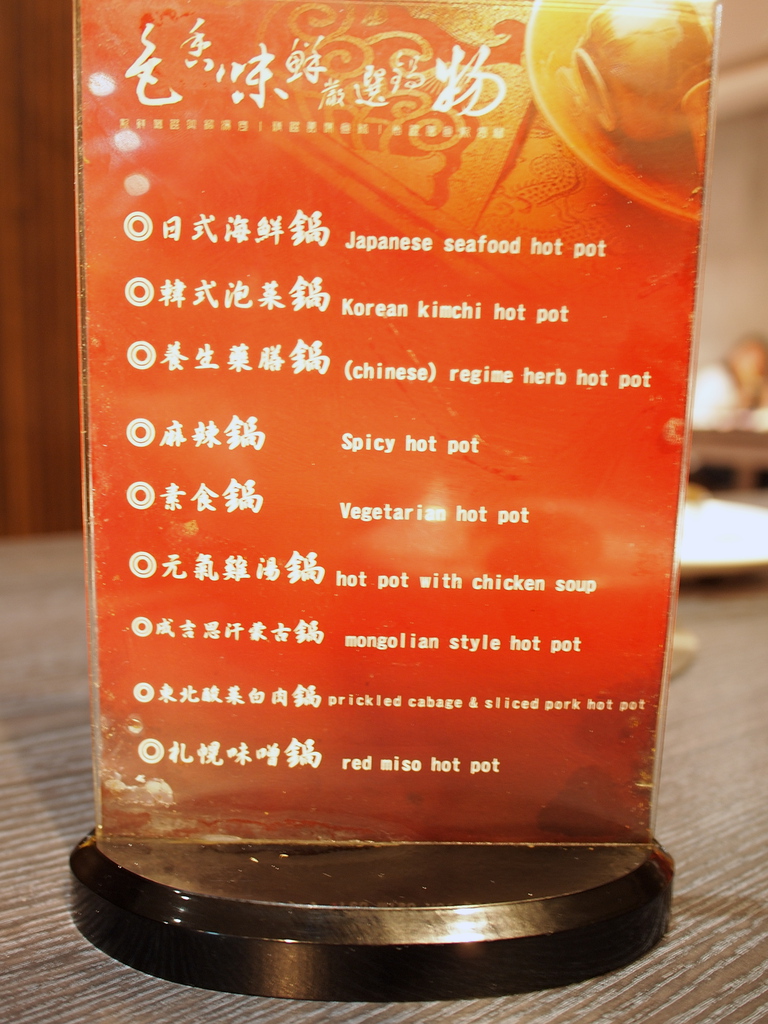 色香味鮮嚴選鍋物
日式海鮮鍋 Japanese seafood hot pot
韓式泡菜鍋 Korean kimchi hot pot
養生藥膳鍋 (chinese) regime herb hot pot
麻辣鍋 Spicy hot pot
素食鍋 Vegetarian hot pot
元氣雞湯鍋 hot pot with chicken soup
成吉思汗蒙古鍋 mongolian style hot pot
東北酸菜白肉鍋 prickled cabage & sliced pork hot pot
札幌味噌鍋 red miso hot pot